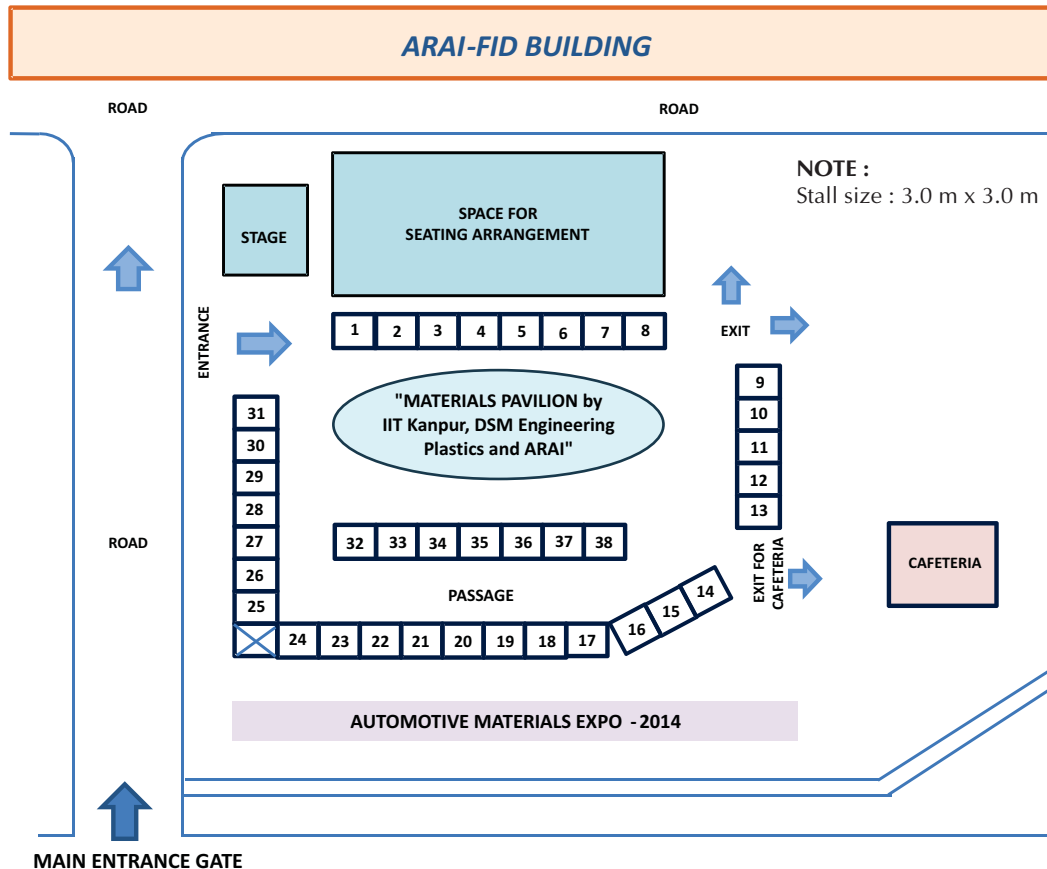 ARAI-FID BUILDING
ROAD
ROAD
NOTE :
Stall size : 3.0 m x 3.0 m
STAGE
SPACE FOR
SEATING ARRANGEMENT
ENTRANCE
1 2 3 4 5 6 7 8
EXIT
"MATERIALS PAVILION by
IIT Kanpur, DSM Engineering
Plastics and ARAI"
9
10
11
12
13
31
30
29
28
27
26
25
ROAD
32 33 34 35 36 37 38
EXIT FOR
CAFETERIA
CAFETERIA
PASSAGE
14
15
16
24 23 22 21 20 19 18 17
AUTOMOTIVE MATERIALS EXPO - 2014
MAIN ENTRANCE GATE